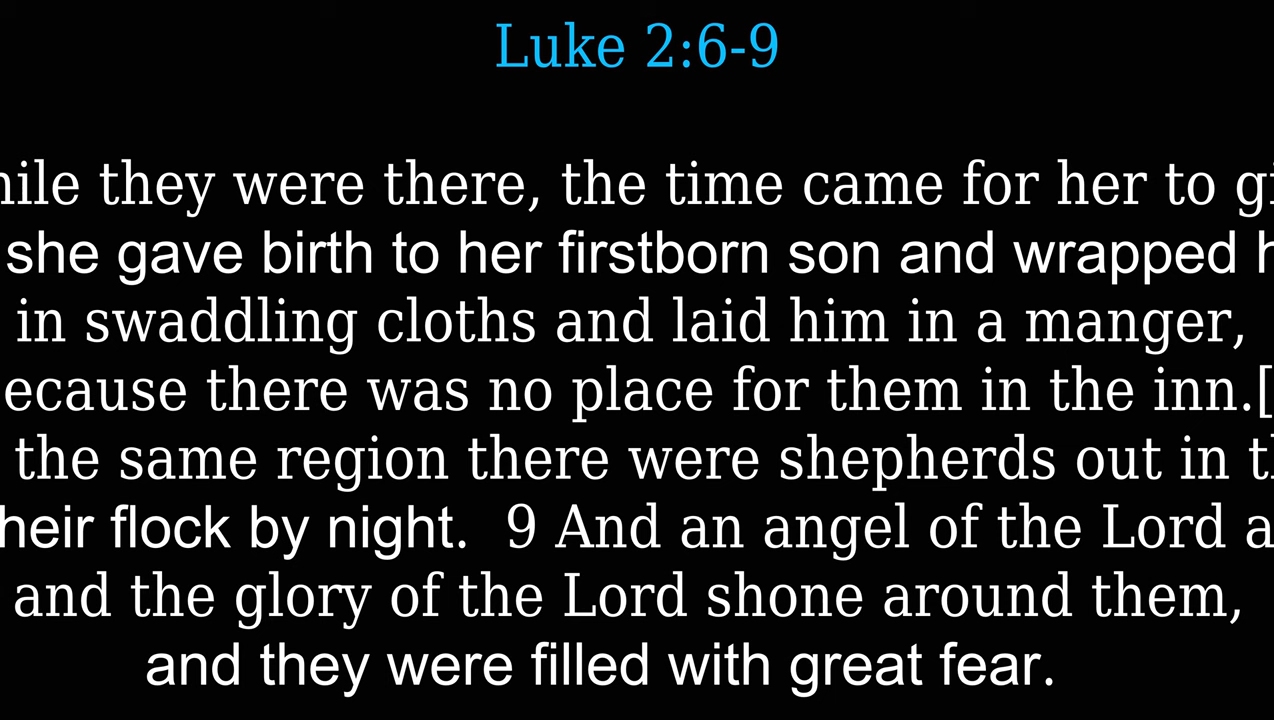 Luke 2:6-9
hile they were there, the time came for her to gi
she gave birth to her firstborn son and wrapped h
in swaddling cloths and laid him in a manger,
ecause there was no place for them in the inn.[
the same region there were shepherds out in th
heir flock by night. 9 And an angel of the Lord a
and the glory of the Lord shone around them,
and they were filled with great fear.